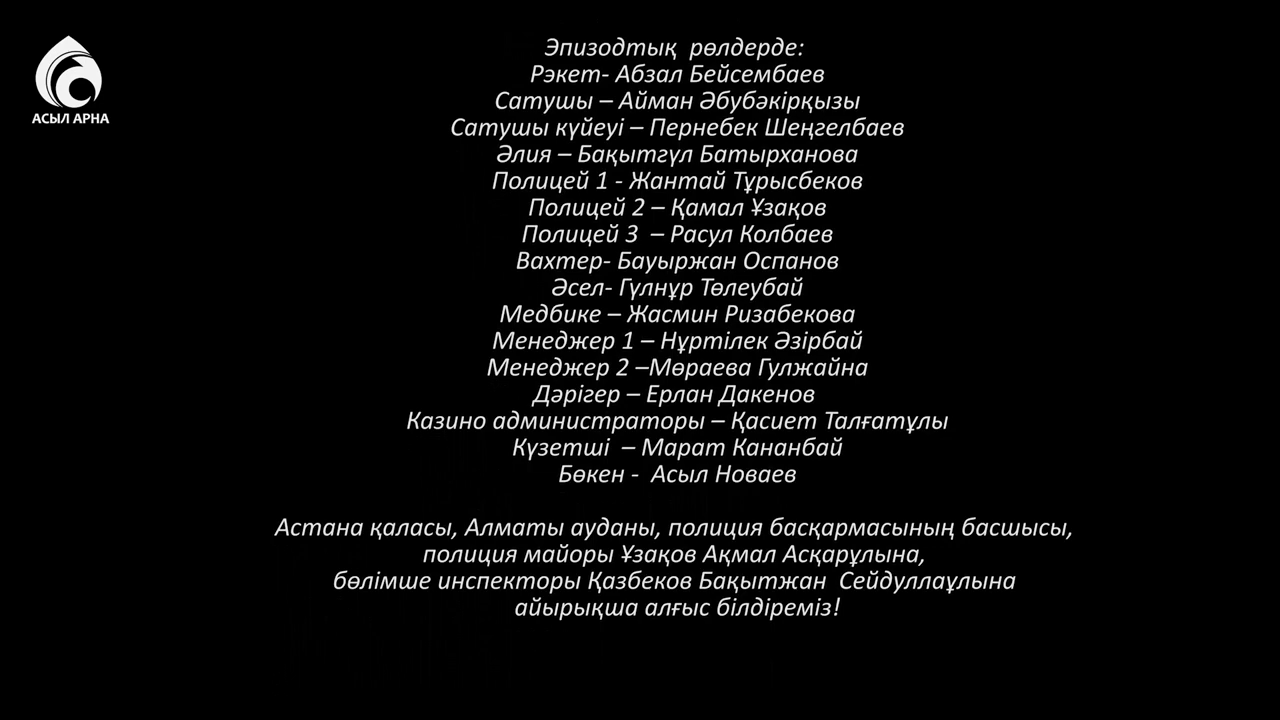 АСЫЛ АРНА
Эпизодтық рөлдерде:
Рэкет- Абзал Бейсембаев
Сатушы – Айман Әбубәкірқызы
Сатушы күйеуі – Пернебек Шеңгелбаев
Әлия – Бақытгүл Батырханова
Полицей 1 - Жантай Тұрысбеков
Полицей 2 – Қамал Ұзақов
Полицей 3 – Расул Колбаев
Вахтер- Бауыржан Оспанов
Әсел- Гүлнұр Төлеубай
Медбике – Жасмин Ризабекова
Менеджер 1 – Нұртілек Әзірбай
Менеджер 2 –Мөраева Гулжайна
Дәрігер – Ерлан Дакенов
Казино администраторы – Қасиет Талғатұлы
Күзетші – Марат Кананбай
Бөкен - Асыл Новаев
Астана қаласы, Алматы ауданы, полиция басқармасының басшысы,
полиция майоры Ұзақов Ақмал Асқарұлына,
бөлімше инспекторы Қазбеков Бақытжан Сейдуллаұлына
айырықша алғыс білдіреміз!